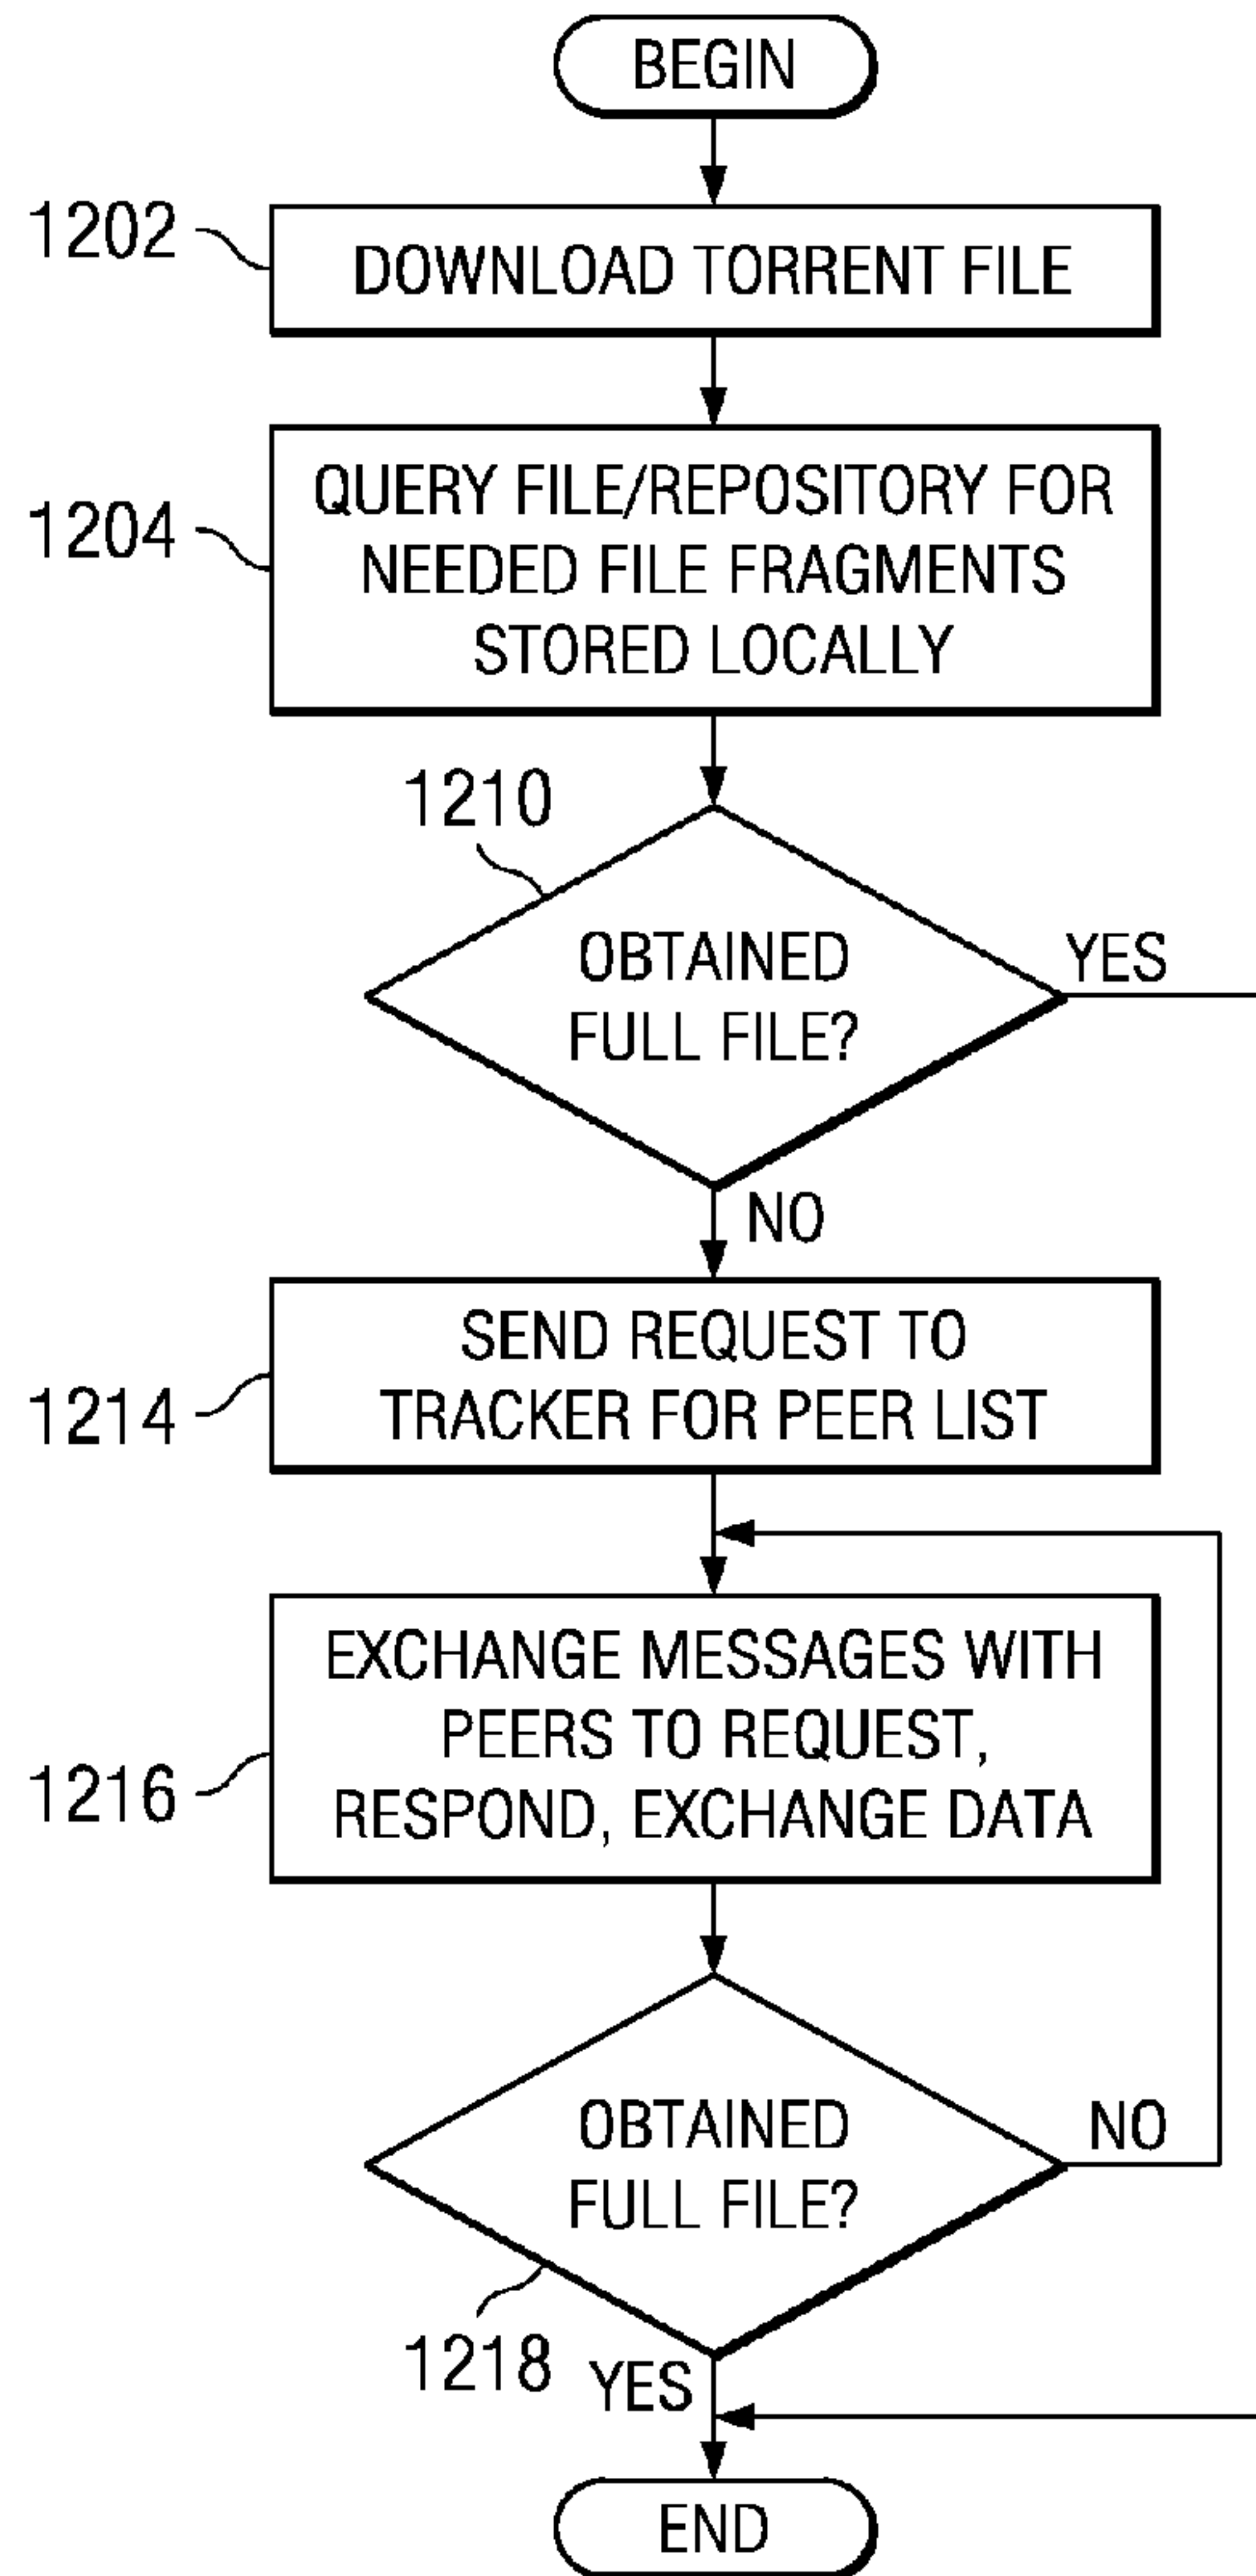 BEGIN
1202
DOWNLOAD TORRENT FILE
1204
QUERY FILE/REPOSITORY FOR
NEEDED FILE FRAGMENTS
STORED LOCALLY
1210
OBTAINED
FULL FILE?
YES
NO
1214
SEND REQUEST TO
TRACKER FOR PEER LIST
1216
EXCHANGE MESSAGES WITH
PEERS TO REQUEST,
RESPOND, EXCHANGE DATA
OBTAINED
FULL FILE?
NO
1218
YES
END